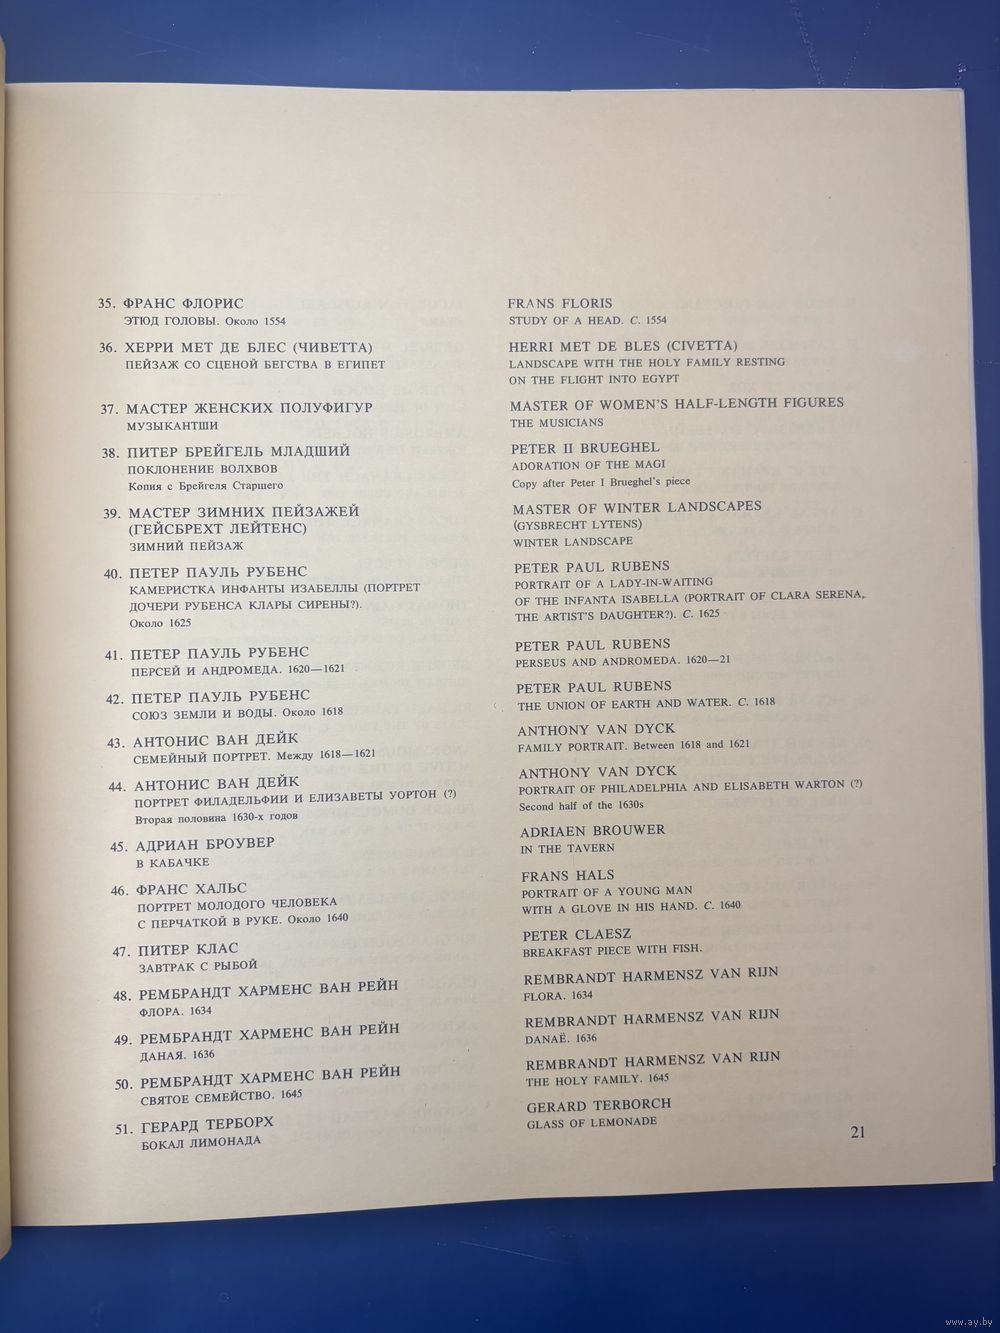 35. ФРАНС ФЛОРИС
ЭТЮД ГОЛОВЫ. Около 1554
36. ХЕРРИ МЕТ ДЕ БЛЕС (ЧИВЕТТА)
ПЕЙЗАЖ СО СЦЕНОЙ БЕГСТВА В ЕГИПЕТ
37. МАСТЕР ЖЕНСКИХ ПОЛУФИГУР
МУЗЫКАНТШИ
38. ПИТЕР БРЕЙГЕЛЬ МЛАДШИЙ
ПОКЛОНЕНИЕ ВОЛХВОВ
Копия с Брейгеля Старшего
39. МАСТЕР ЗИМНИХ ПЕЙЗАЖЕЙ
(ГЕЙСБРЕХТ ЛЕЙТЕНС)
ЗИМНИЙ ПЕЙЗАЖ
40. ПЕТЕР ПАУЛЬ РУБЕНС
КАМЕРИСТКА ИНФАНТЫ ИЗАБЕЛЛЫ (ПОРТРЕТ
ДОЧЕРИ РУБЕНСА КЛАРЫ СИРЕНЫ?).
Около 1625
41. ПЕТЕР ПАУЛЬ РУБЕНС
ПЕРСЕЙ И АНДРОМЕДА. 1620—1621
42. ПЕТЕР ПАУЛЬ РУБЕНС
СОЮЗ ЗЕМЛИ И ВОДЫ. Около 1618
43. АНТОНИС ВАН ДЕЙК
СЕМЕЙНЫЙ ПОРТРЕТ. Между 1618—1621
44. АНТОНИС ВАН ДЕЙК
ПОРТРЕТ ФИЛАДЕЛЬФИИ И ЕЛИЗАВЕТЫ УОРТОН (?)
Вторая половина 1630-х годов
45. АДРИАН БРОУВЕР
В КАБАЧКЕ
46. ФРАНС ХАЛЬС
ПОРТРЕТ МОЛОДОГО ЧЕЛОВЕКА
С ПЕРЧАТКОЙ В РУКЕ. Около 1640
47. ПИТЕР КЛАС
ЗАВТРАК С РЫБОЙ
48. РЕМБРАНДТ ХАРМЕНС ВАН РЕЙН
ФЛОРА. 1634
49. РЕМБРАНДТ ХАРМЕНС ВАН РЕЙН
ДАНАЯ. 1636
50. РЕМБРАНДТ ХАРМЕНС ВАН РЕЙН
СВЯТОЕ СЕМЕЙСТВО. 1645
51. ГЕРАРД ТЕРБОРХ
БОКАЛ ЛИМОНАДА
FRANS FLORIS
STUDY OF A HEAD. C. 1554
HERRI MET DE BLES (CIVETTA)
LANDSCAPE WITH THE HOLY FAMILY RESTING
ON THE FLIGHT INTO EGYPT
MASTER OF WOMEN'S HALF-LENGTH FIGURES
THE MUSICIANS
PETER II BRUEGHEL
ADORATION OF THE MAGI
Copy after Peter I Brueghel's piece
MASTER OF WINTER LANDSCAPES
(GYSBRECHT LYTENS)
WINTER LANDSCAPE
PETER PAUL RUBENS
PORTRAIT OF A LADY-IN-WAITING
OF THE INFANTA ISABELLA (PORTRAIT OF CLARA SERENA,
THE ARTIST'S DAUGHTER?). C. 1625
PETER PAUL RUBENS
PERSEUS AND ANDROMEDA. 1620—21
PETER PAUL RUBENS
THE UNION OF EARTH AND WATER. C. 1618
ANTHONY VAN DYCK
FAMILY PORTRAIT. Between 1618 and 1621
ANTHONY VAN DYCK
PORTRAIT OF PHILADELPHIA AND ELISABETH WARTON (?)
Second half of the 1630s
ADRIAEN BROUWER
IN THE TAVERN
FRANS HALS
PORTRAIT OF A YOUNG MAN
WITH A GLOVE IN HIS HAND. C. 1640
PETER CLAESZ
BREAKFAST PIECE WITH FISH.
REMBRANDT HARMENSZ VAN RIJN
FLORA. 1634
REMBRANDT HARMENSZ VAN RIJN
DANAË. 1636
REMBRANDT HARMENSZ VAN RIJN
THE HOLY FAMILY. 1645
GERARD TERBORCH
GLASS OF LEMONADE
21
www.ay.by